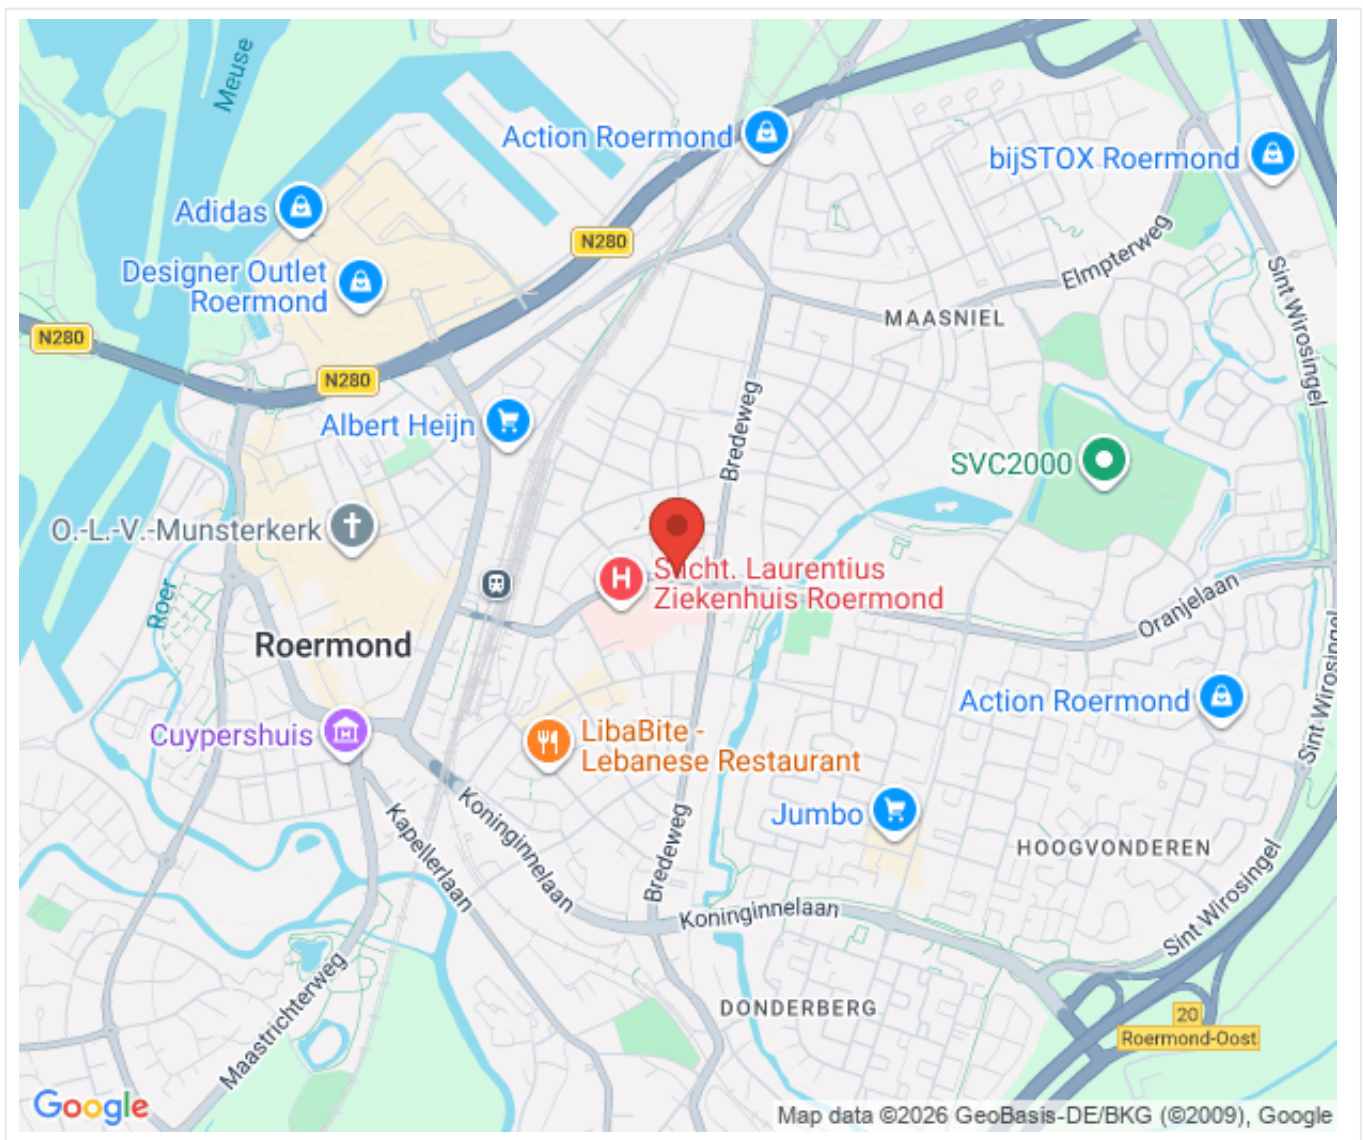 Meuse
Action Roermond
bijSTOX Roermond
Adidas
N280
Elmpterweg
Designer Outlet
Roermond
Sint Wirosingel
MAASNIEL
N280
N280
Bredeweg
Albert Heijn
SVC2000
O.-L.-V.-Munsterkerk
H
Sticht. Laurentius
Ziekenhuis Roermond
Roer
Oranjelaan
Roermond
Sint Wirosingel
Action Roermond
Cuypershuis
LibaBite -
Lebanese Restaurant
Koninginnelaan
Kapellerlaan
Bredeweg
Jumbo
HOOGVONDEREN
Koninginnelaan
Sint Wirosingel
Maastrichterweg
DONDERBERG
20
Roermond-Oost
Google
Map data ©2026 GeoBasis-DE/BKG (©2009), Google